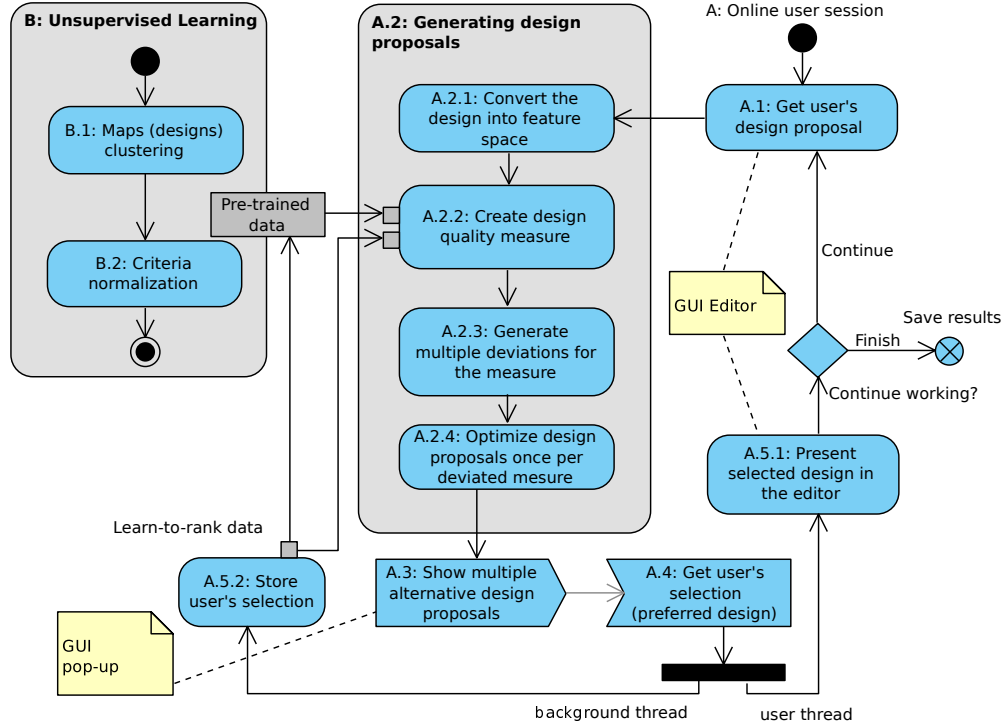 B: Unsupervised Learning
B.1: Maps (designs)
clustering
B.2: Criteria
normalization
Pre-trained
data
A.2: Generating design
proposals
A.2.1: Convert the
design into feature
space
A.2.2: Create design
quality measure
A.2.3: Generate
multiple deviations for
the measure
A.2.4: Optimize design
proposals once per
deviated mesure
A: Online user session
A.1: Get user's
design proposal
Continue
GUI Editor
Save results
Finish
Continue working?
A.5.1: Present
selected design in
the editor
Learn-to-rank data
A.5.2: Store
user's selection
A.3: Show multiple
alternative design
proposals
A.4: Get user's
selection
(preferred design)
GUI
pop-up
background thread
user thread